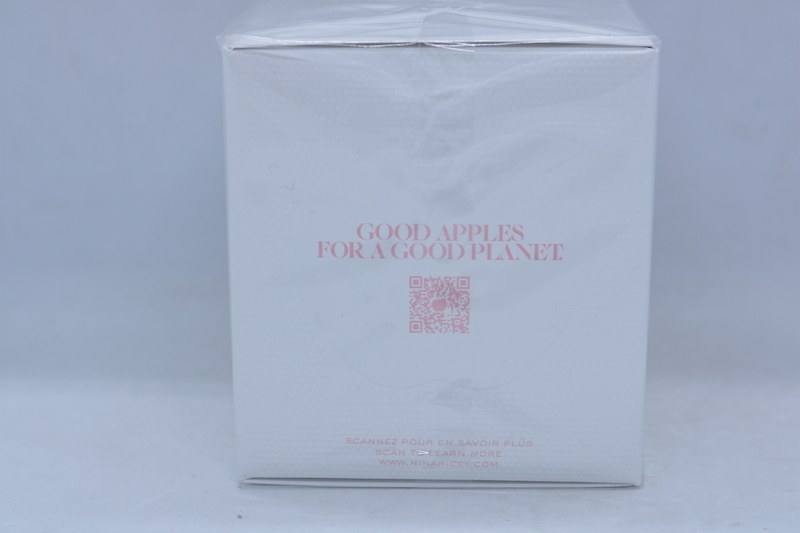 GOOD APPLES
FOR A GOOD PLANET.
SCANNEZ POUR EN SAVOIR PLUS
SCAN TO LEARN MORE
WWW.NINARICCI.COM